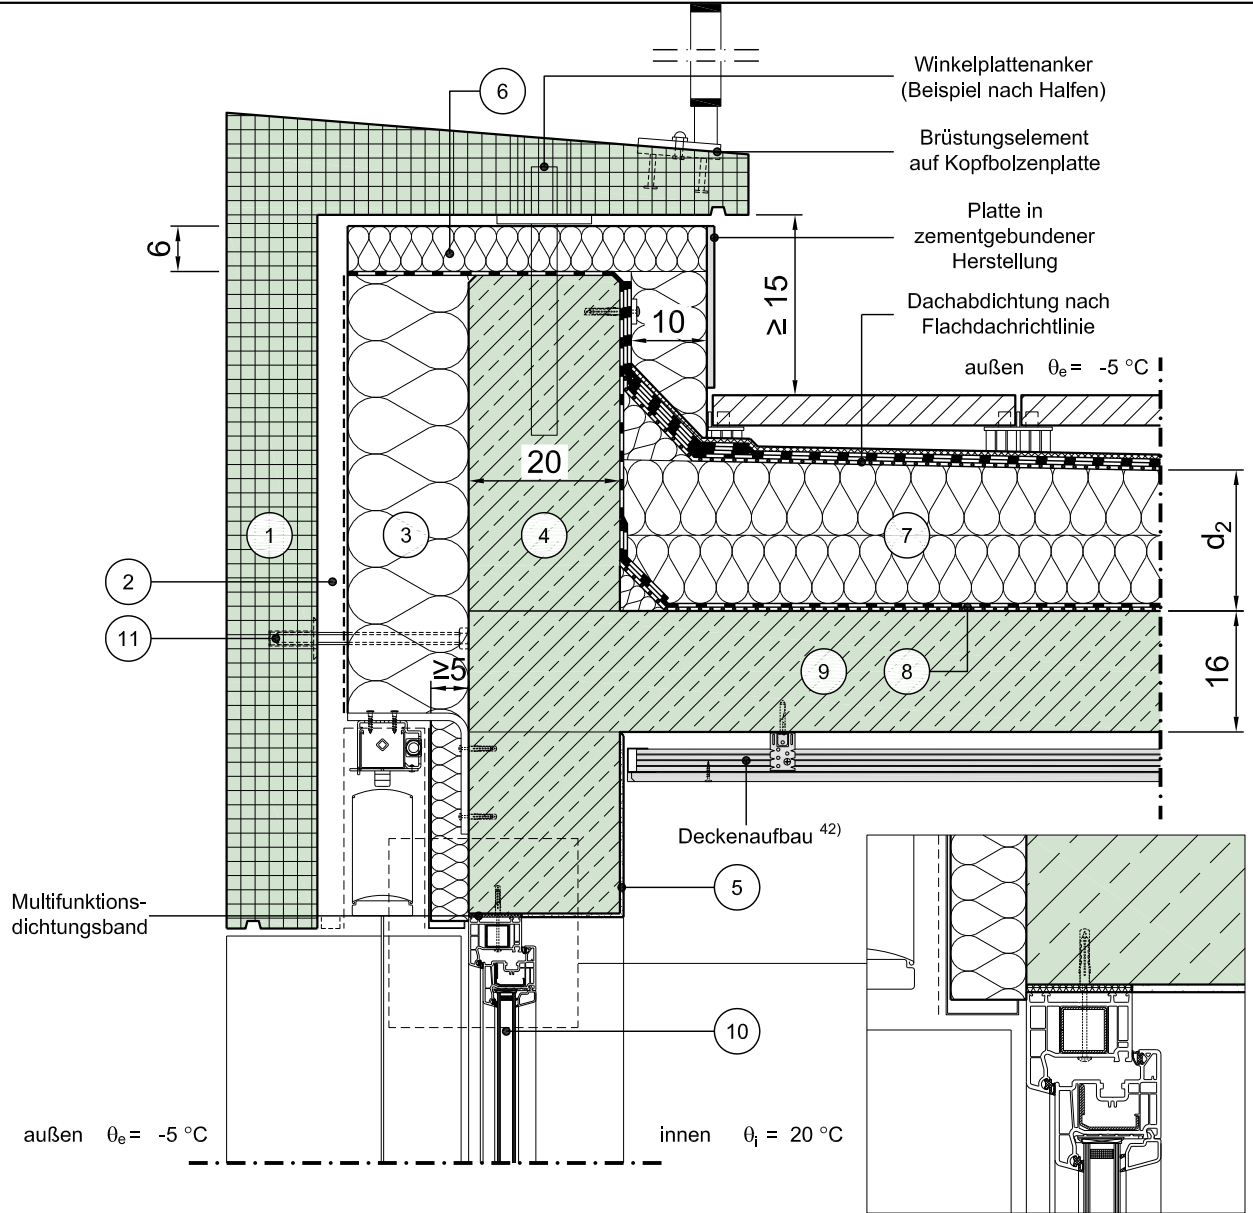 Winkelplattenanker
(Beispiel nach Halfen)
6
Brüstungselement
auf Kopfbolzenplatte
Platte in
zementgebundener
Herstellung
6
≥ 15
Dachabdichtung nach
Flachdachrichtlinie
10
außen θe = -5 °C
20
1
3
4
7
d2
2
11
≥5
9
8
16
Deckenaufbau 42)
5
Multifunktions-
dichtungsband
10
außen θe = -5 °C
innen θi = 20 °C